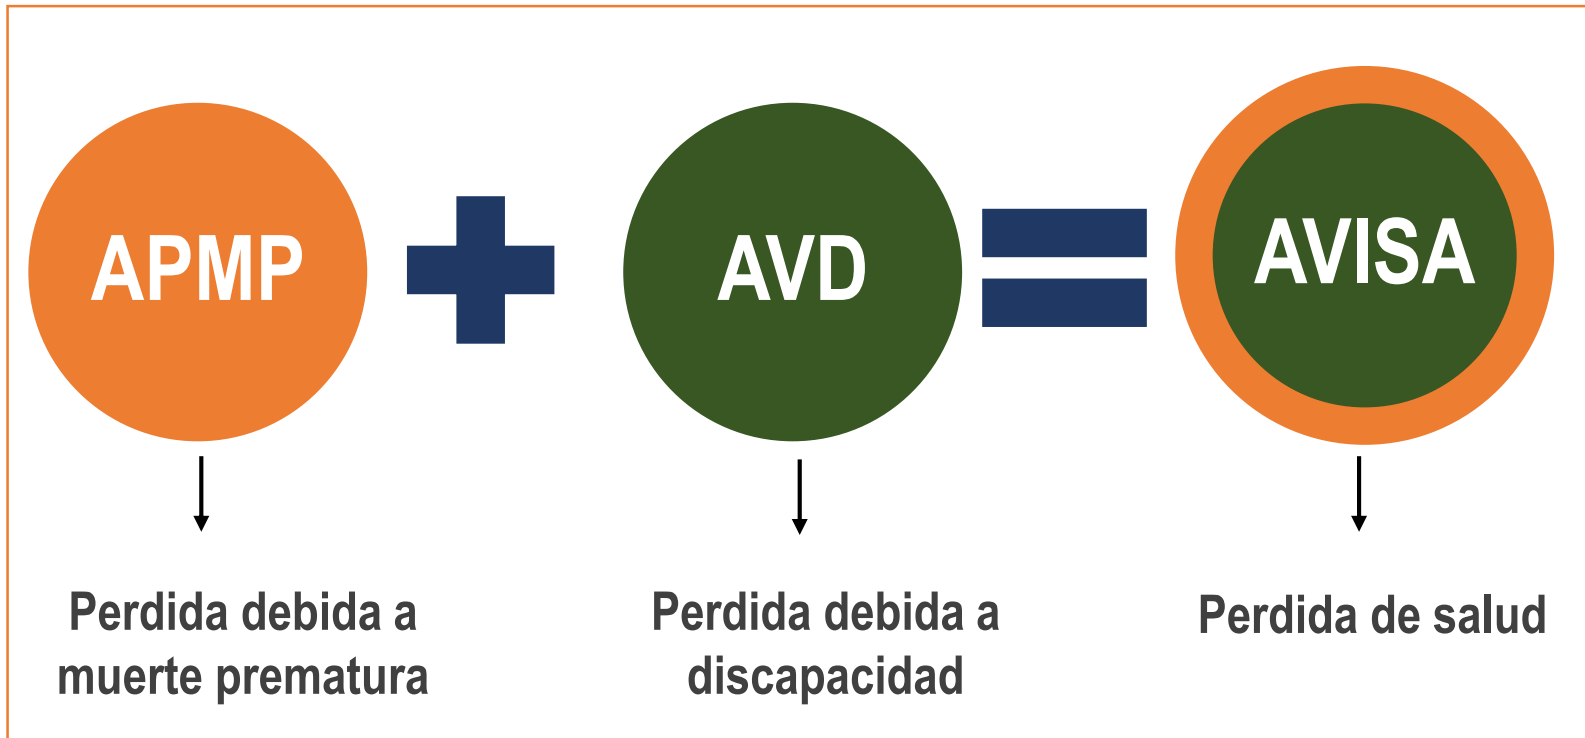 APMP
AVD
AVISA
Perdida debida a
muerte prematura
Perdida debida a
discapacidad
Perdida de salud